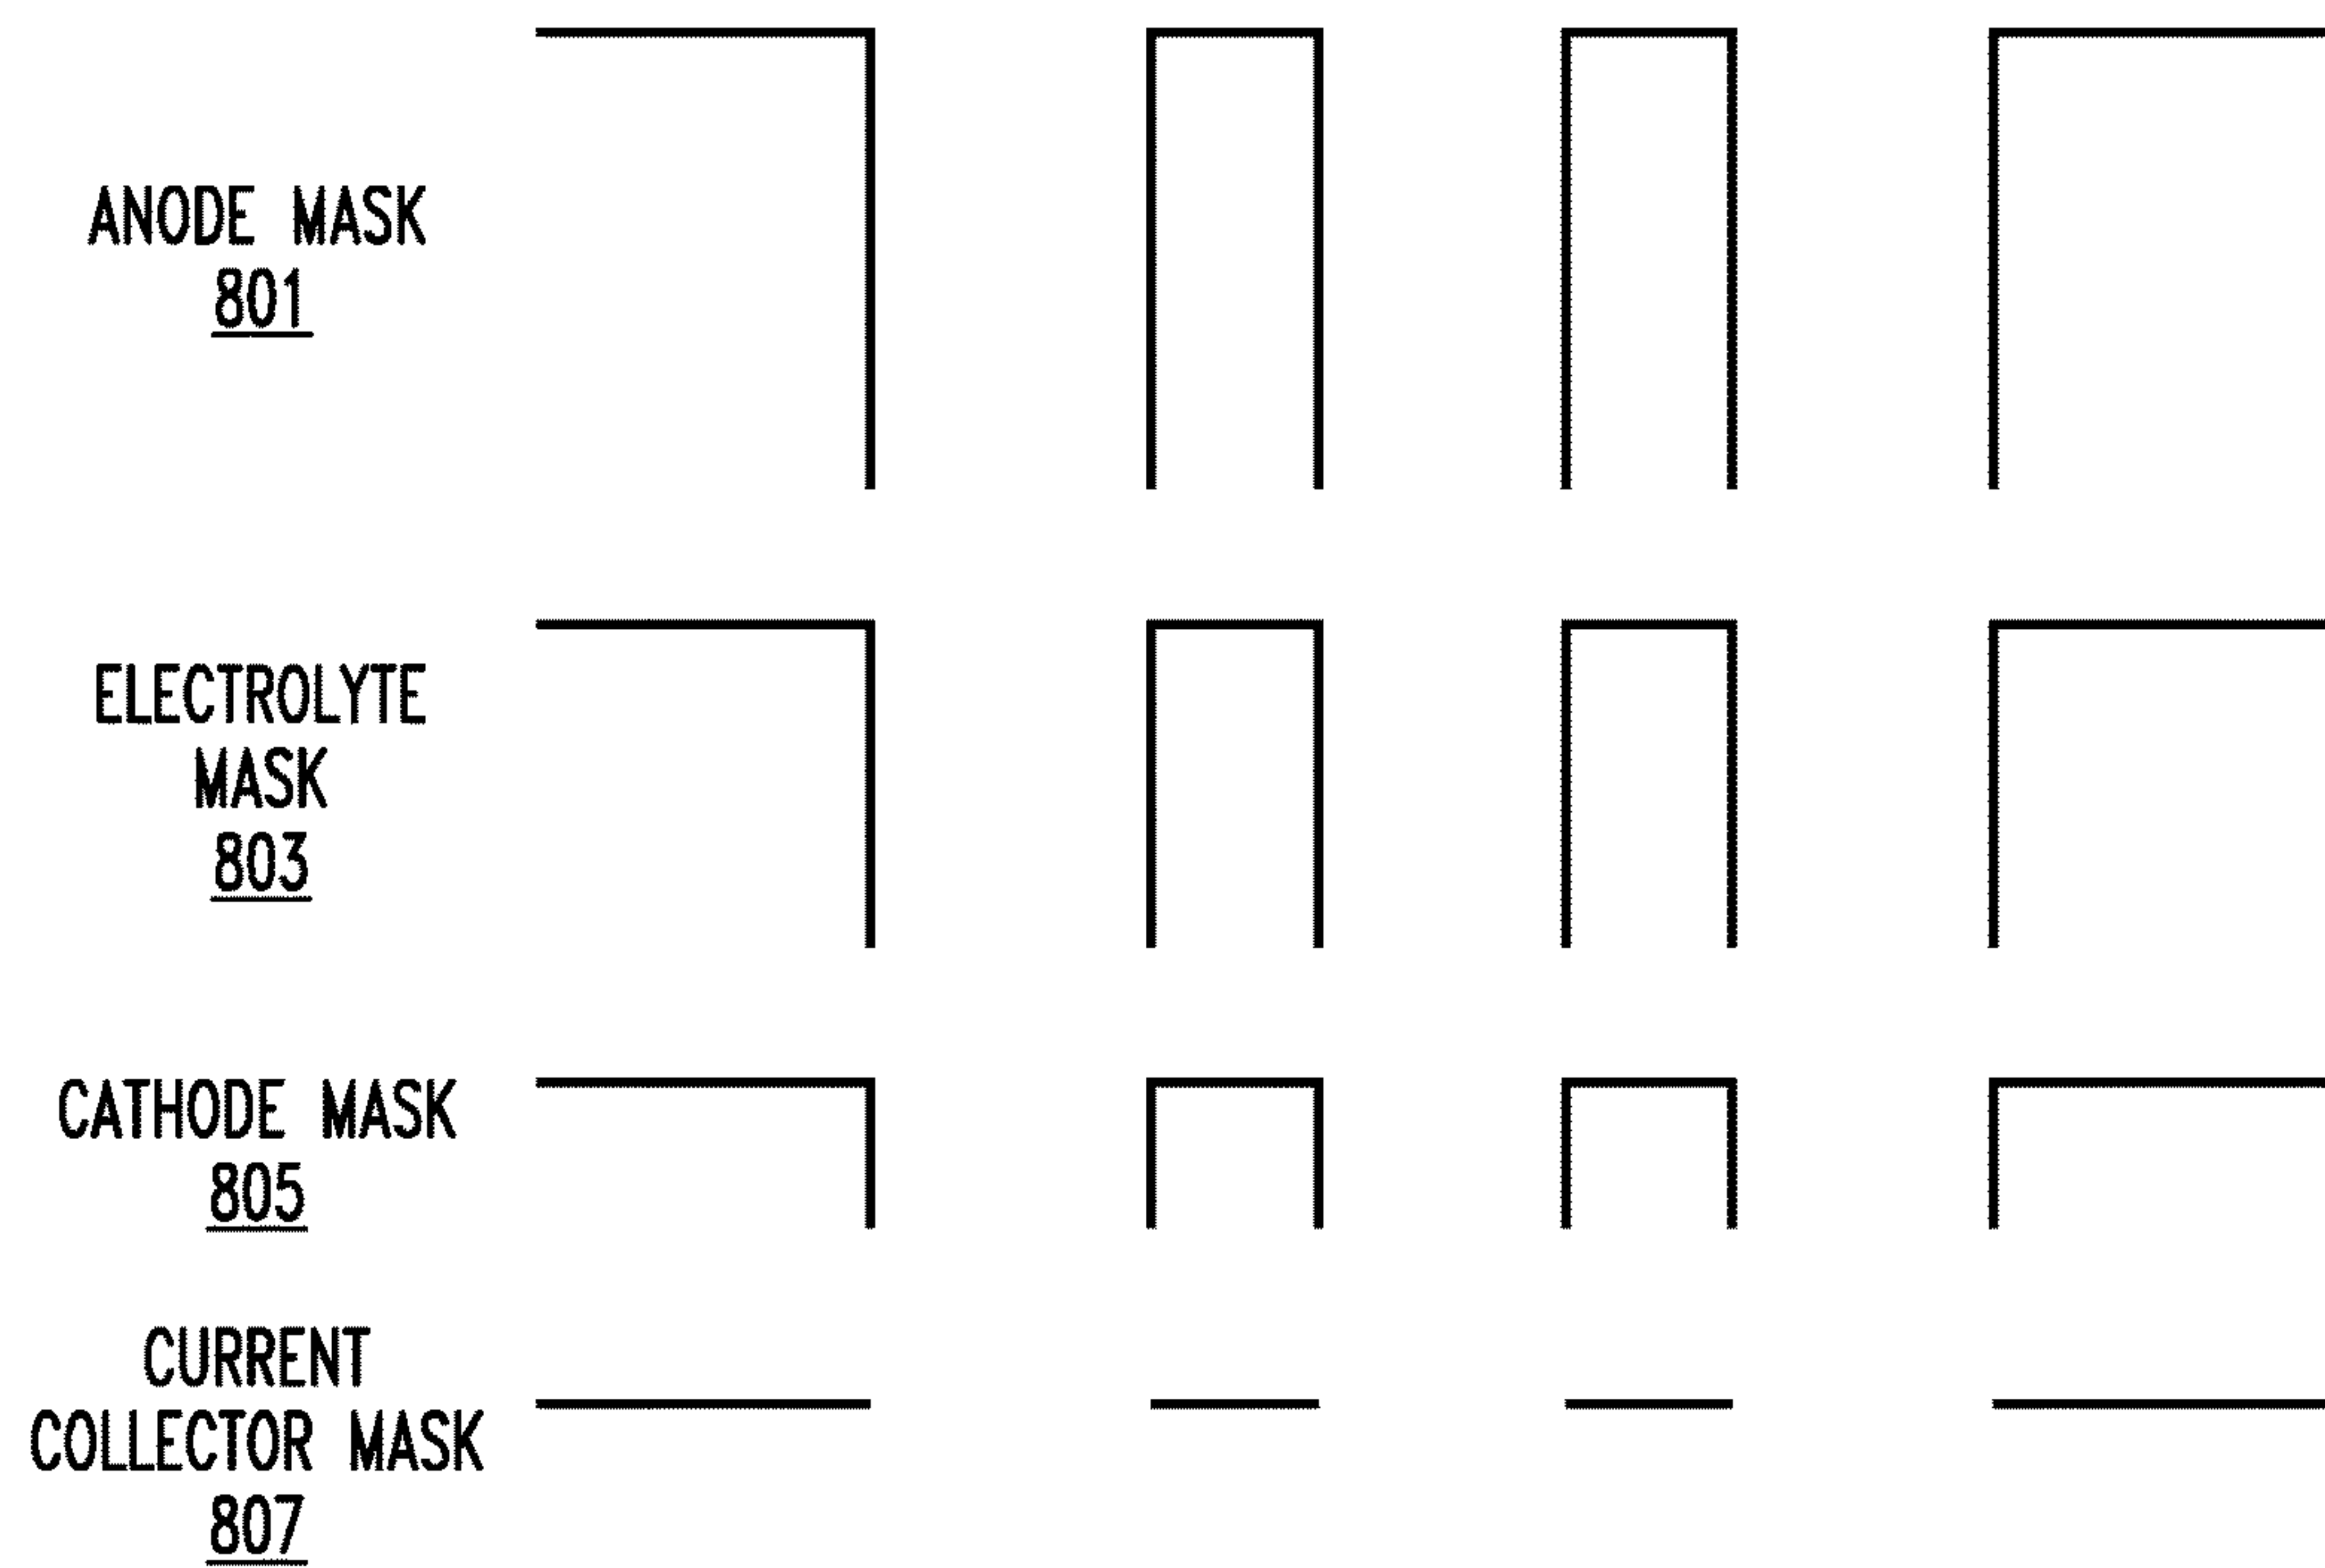 ANODE MASK
801
ELECTROLYTE
MASK
803
CATHODE MASK
805
CURRENT
COLLECTOR MASK
807